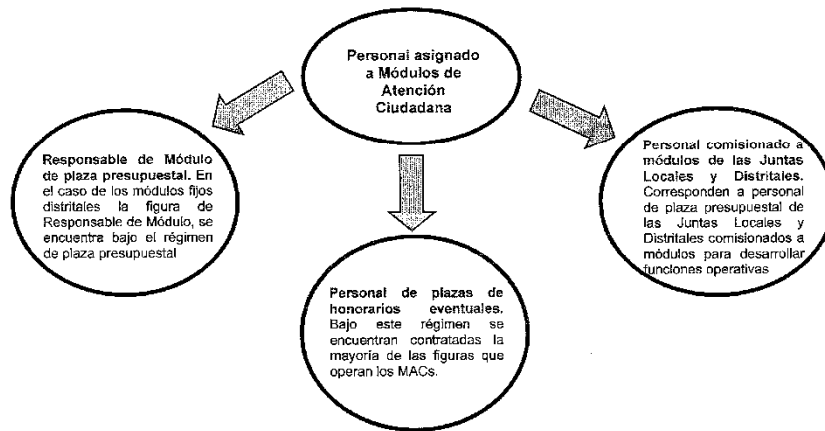 Personal asignado
a Módulos de
Atención
Ciudadana
Responsable de Módulo
de plaza presupuestal. En
el caso de los módulos fijos
distritales la figura de
Responsable de Módulo, se
encuentra bajo el régimen
de plaza presupuestal
Personal de plazas de
honorarios eventuales.
Bajo este régimen se
encuentran contratadas la
mayoría de las figuras que
operan los MACs.
Personal comisionado a
módulos de las Juntas
Locales y Distritales.
Corresponden a personal
de plaza presupuestal de
las Juntas Locales y
Distritales comisionados a
módulos para desarrollar
funciones operativas